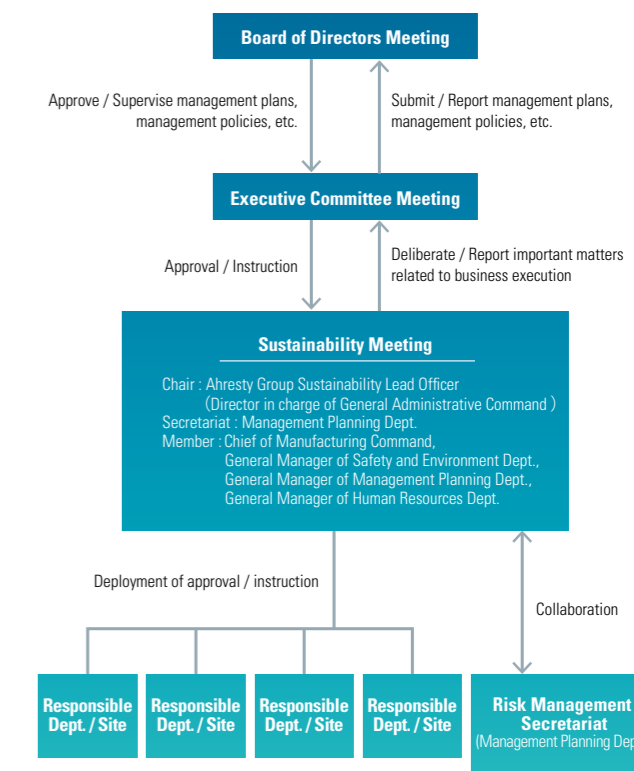 Board of Directors Meeting
Approve / Supervise management plans,
management policies, etc.
Submit / Report management plans,
management policies, etc.
Executive Committee Meeting
Approval / Instruction
Deliberate / Report important matters
related to business execution
Sustainability Meeting
Chair : Ahresty Group Sustainability Lead Officer
(Director in charge of General Administrative Command )
Secretariat : Management Planning Dept.
Member : Chief of Manufacturing Command,
General Manager of Safety and Environment Dept.,
General Manager of Management Planning Dept.,
General Manager of Human Resources Dept.
Deployment of approval / instruction
Collaboration
Responsible
Dept. / Site
Responsible
Dept. / Site
Responsible
Dept. / Site
Responsible
Dept. / Site
Risk Management
Secretariat
(Management Planning